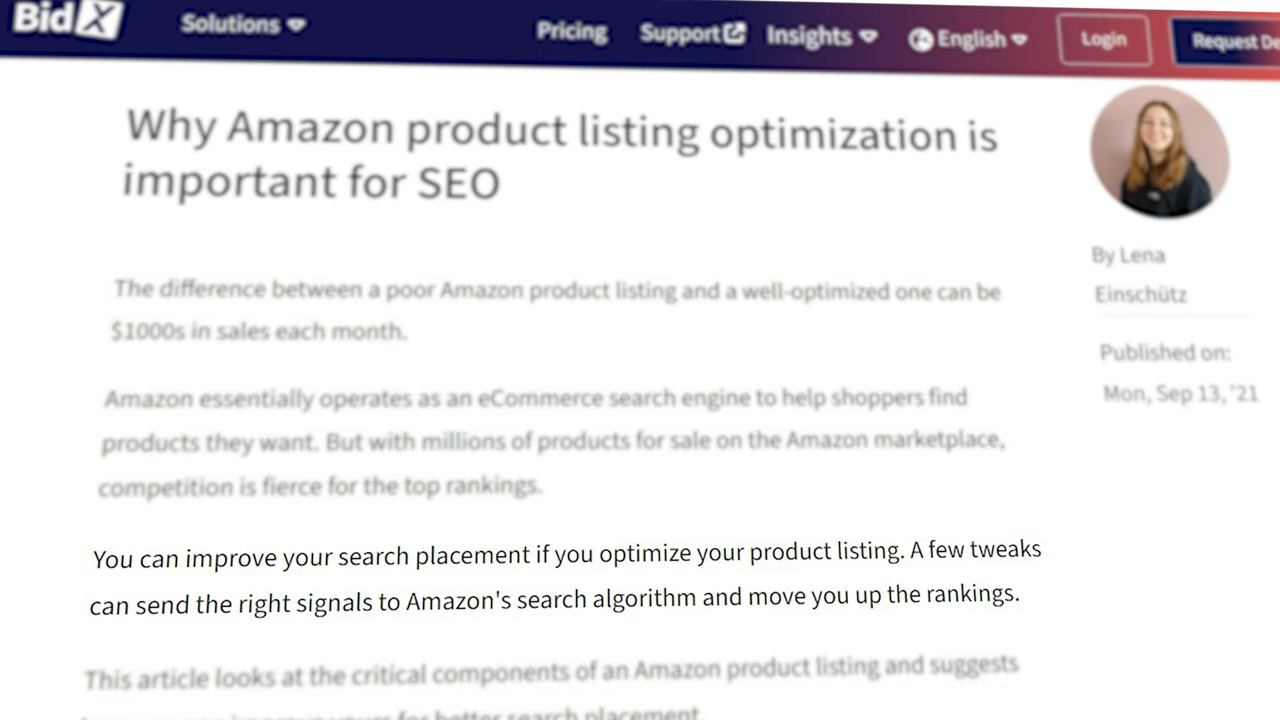 BidX Solutions Pricing Support Insights English Login Request De
Why Amazon product listing optimization is
important for SEO
The difference between a poor Amazon product listing and a well-optimized one can be
$1000s in sales each month.
Amazon essentially operates as an eCommerce search engine to help shoppers find
products they want. But with millions of products for sale on the Amazon marketplace,
competition is fierce for the top rankings.
You can improve your search placement if you optimize your product listing. A few tweaks
can send the right signals to Amazon's search algorithm and move you up the rankings.
This article looks at the critical components of an Amazon product listing and suggests
for better search placement.
By Lena
Einschütz
Published on:
Mon, Sep 13, '21